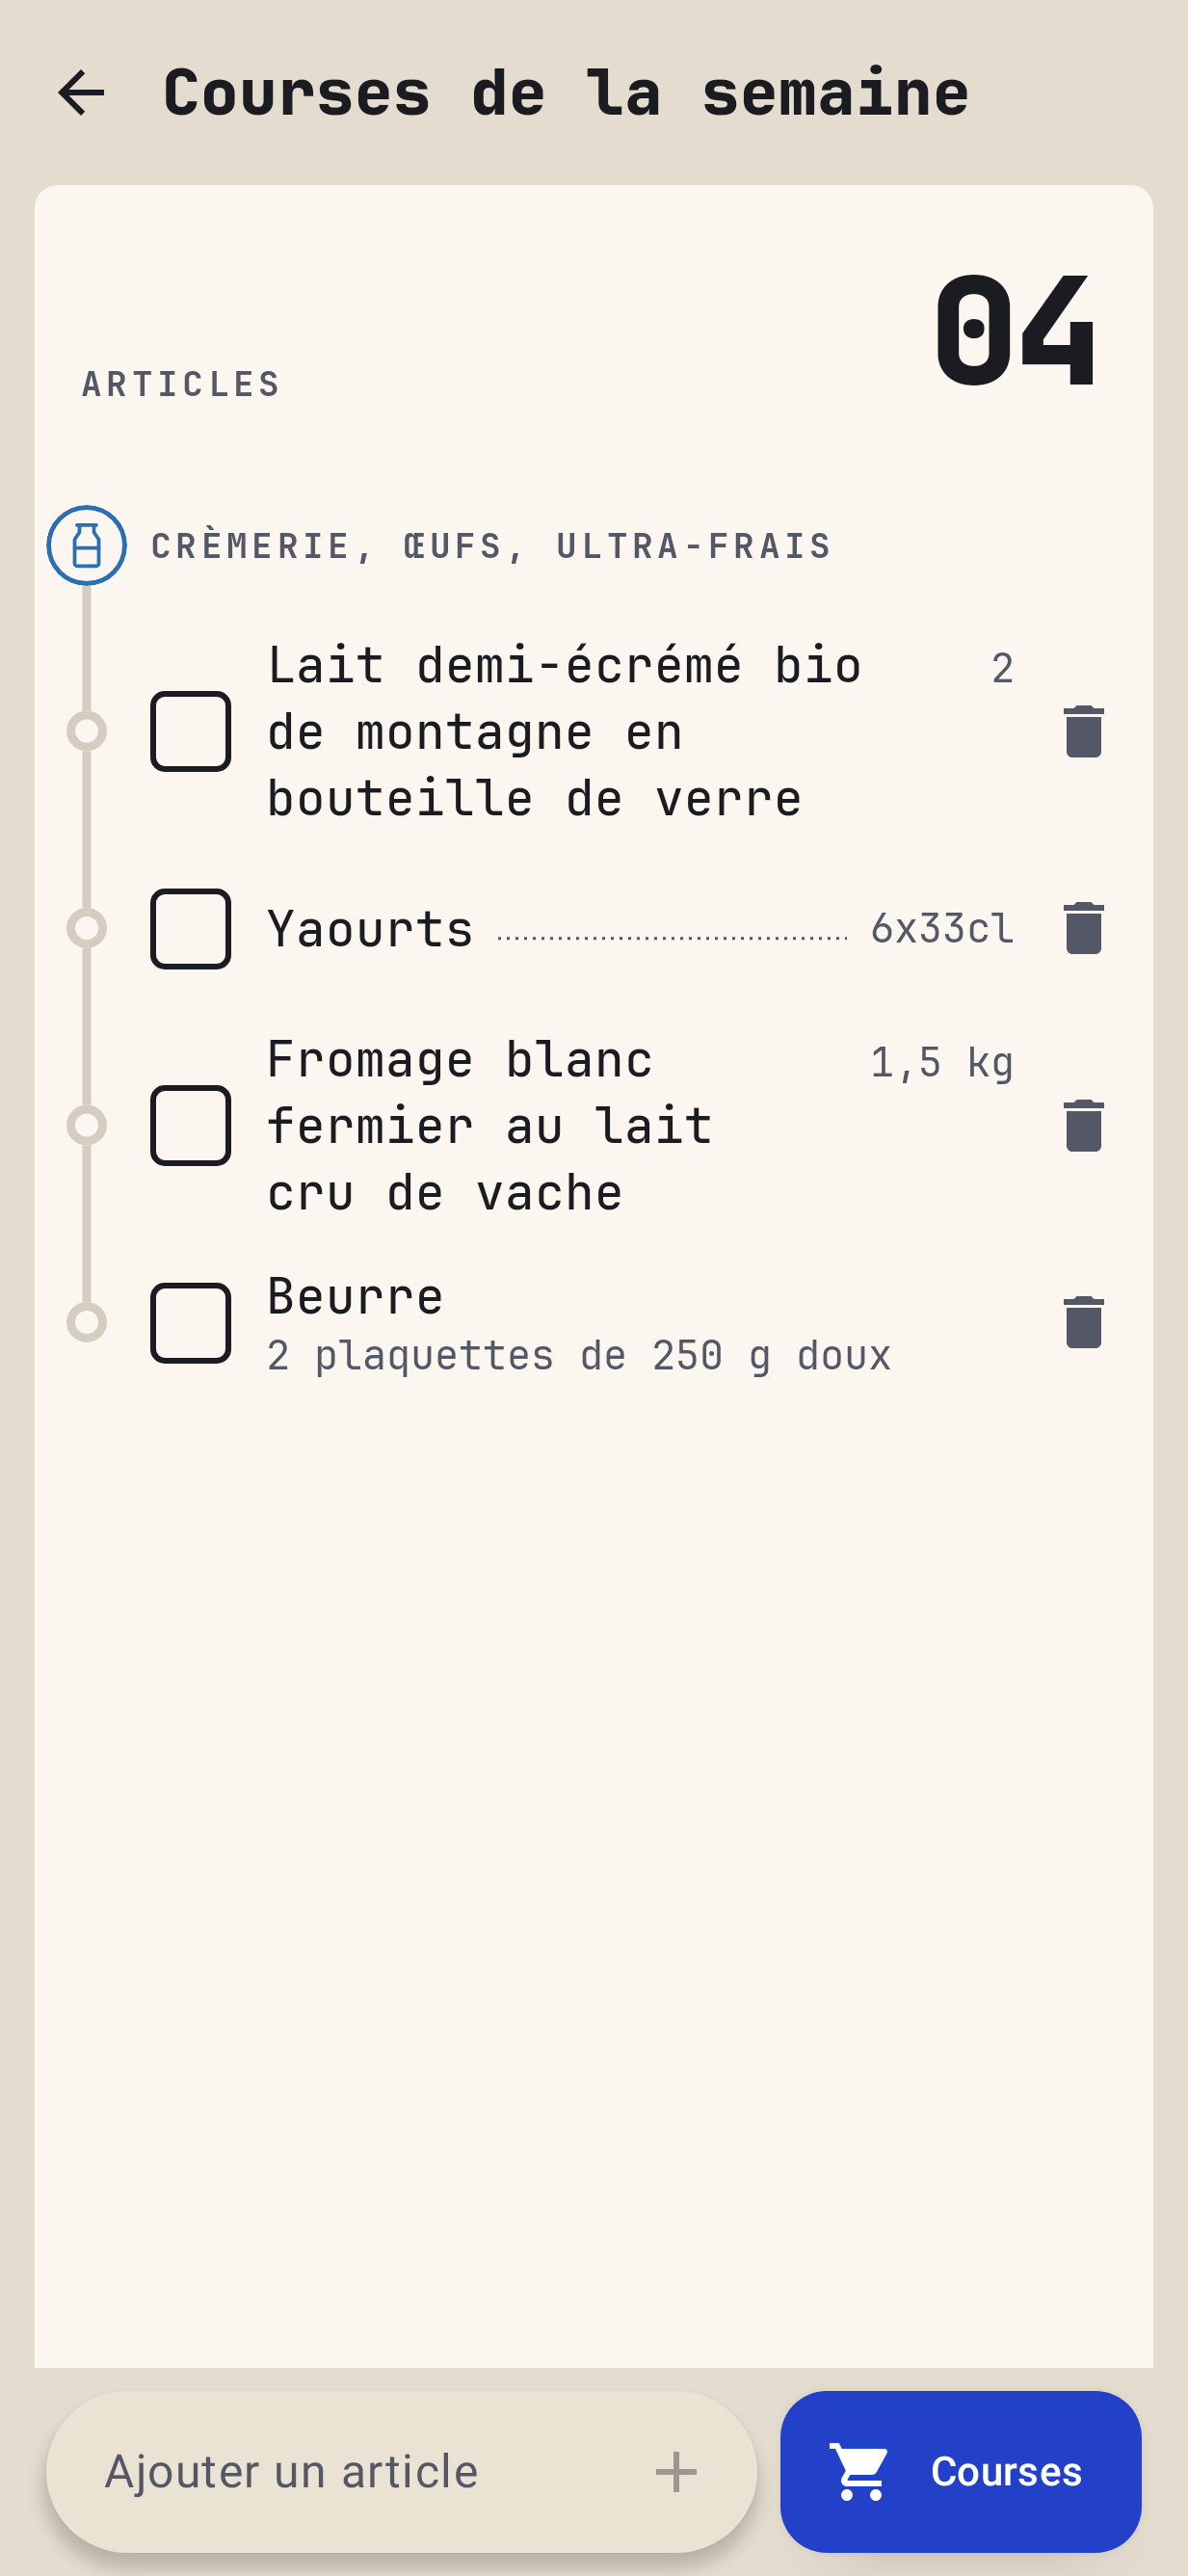 Courses de la semaine
04
ARTICLES
CRÈMERIE, ŒUFS, ULTRA-FRAIS
Lait demi-écrémé bio 2
de montagne en
bouteille de verre
Yaourts 6x33cl
Fromage blanc 1,5 kg
fermier au lait
cru de vache
Beurre
2 plaquettes de 250 g doux
Ajouter un article
Courses